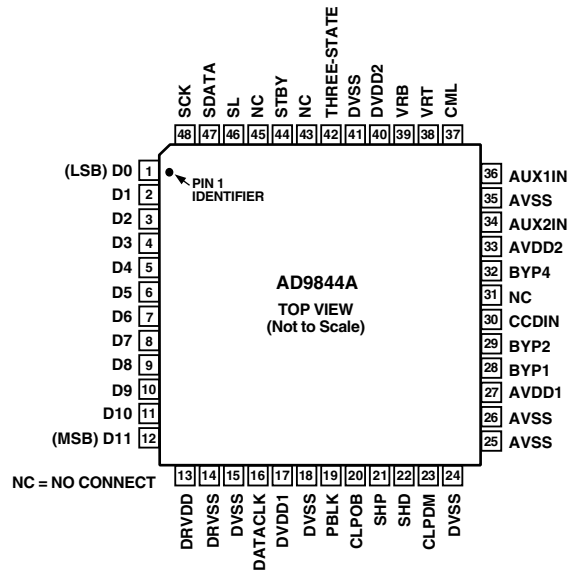 SCK
SDATA
SL
NC
STBY
NC
THREE-STATE
DVSS
DVDD2
VRB
VRT
CML
48 47 46 45 44 43 42 41 40 39 38 37
(LSB) D0 1
D1 2
D2 3
D3 4
D4 5
D5 6
D6 7
D7 8
D8 9
D9 10
D10 11
(MSB) D11 12
PIN 1
IDENTIFIER
AD9844A
TOP VIEW
(Not to Scale)
36 AUX1IN
35 AVSS
34 AUX2IN
33 AVDD2
32 BYP4
31 NC
30 CCDIN
29 BYP2
28 BYP1
27 AVDD1
26 AVSS
25 AVSS
NC = NO CONNECT
13 14 15 16 17 18 19 20 21 22 23 24
DRVDD
DRVSS
DVSS
DATACLK
DVDD1
DVSS
PBLK
CLPOB
SHP
SHD
CLPDM
DVSS